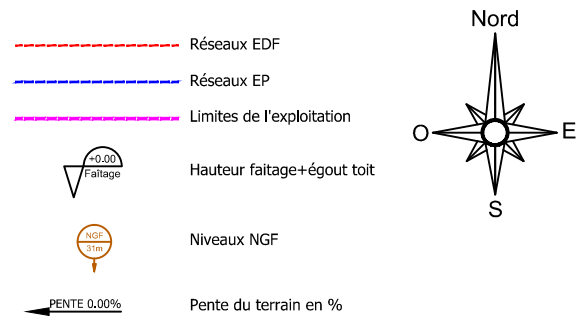 Nord
Réseaux EDF
Réseaux EP
Limites de l'exploitation
O
E
+0.00
Faîtage
Hauteur faitage+égout toit
S
NGF
31m
Niveaux NGF
PENTE 0.00%
Pente du terrain en %